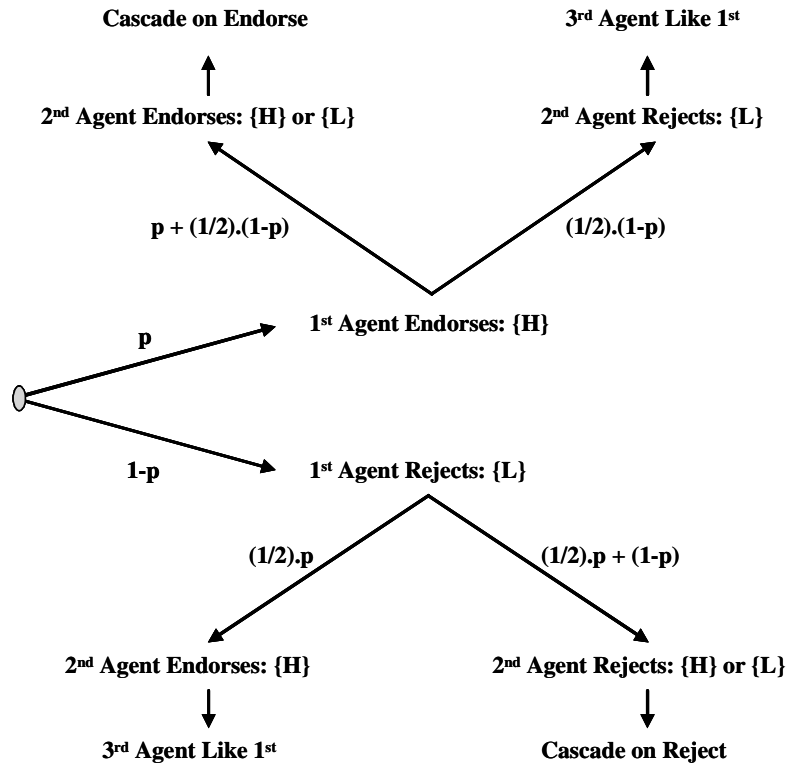 Cascade on Endorse
3rd Agent Like 1st
2nd Agent Endorses: {H} or {L}
2nd Agent Rejects: {L}
p + (1/2).(1-p)
(1/2).(1-p)
1st Agent Endorses: {H}
p
1-p
1st Agent Rejects: {L}
(1/2).p
(1/2).p + (1-p)
2nd Agent Endorses: {H}
2nd Agent Rejects: {H} or {L}
3rd Agent Like 1st
Cascade on Reject